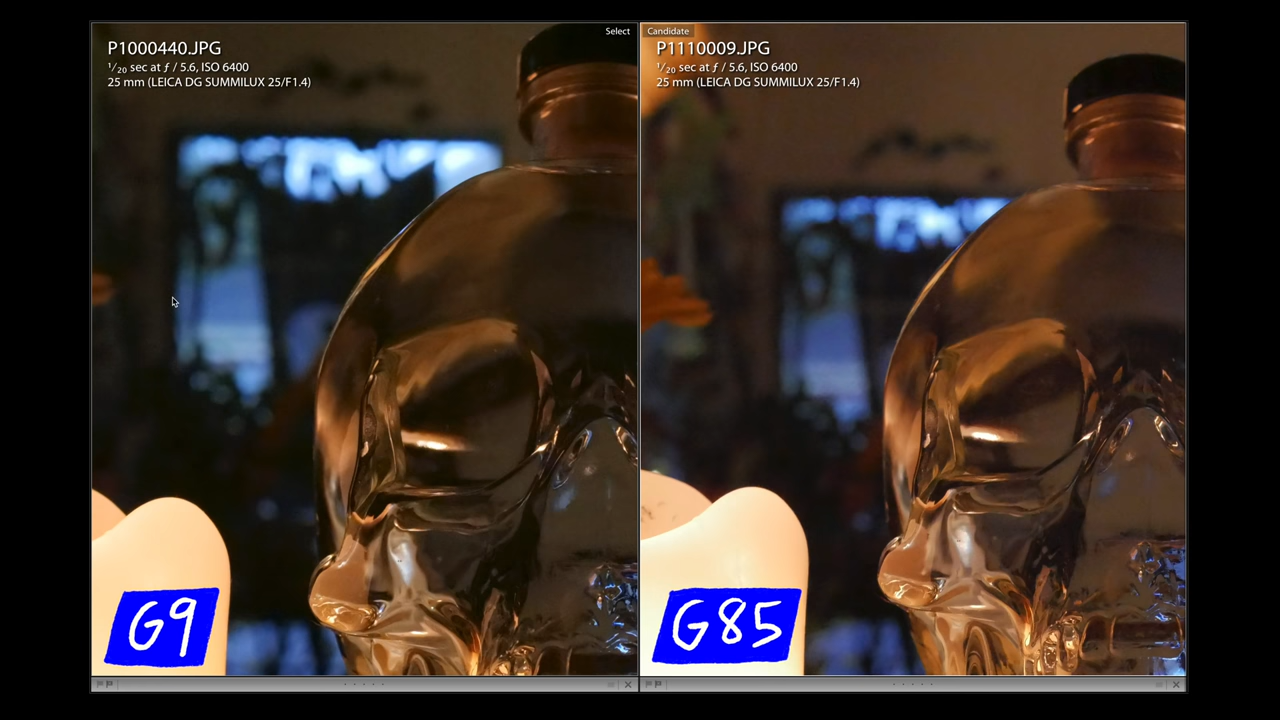 Select
P1000440.JPG
1/20 sec at ƒ / 5.6, ISO 6400
25 mm (LEICA DG SUMMILUX 25/F1.4)
G9
Candidate
P1110009.JPG
1/20 sec at ƒ / 5.6, ISO 6400
25 mm (LEICA DG SUMMILUX 25/F1.4)
G85